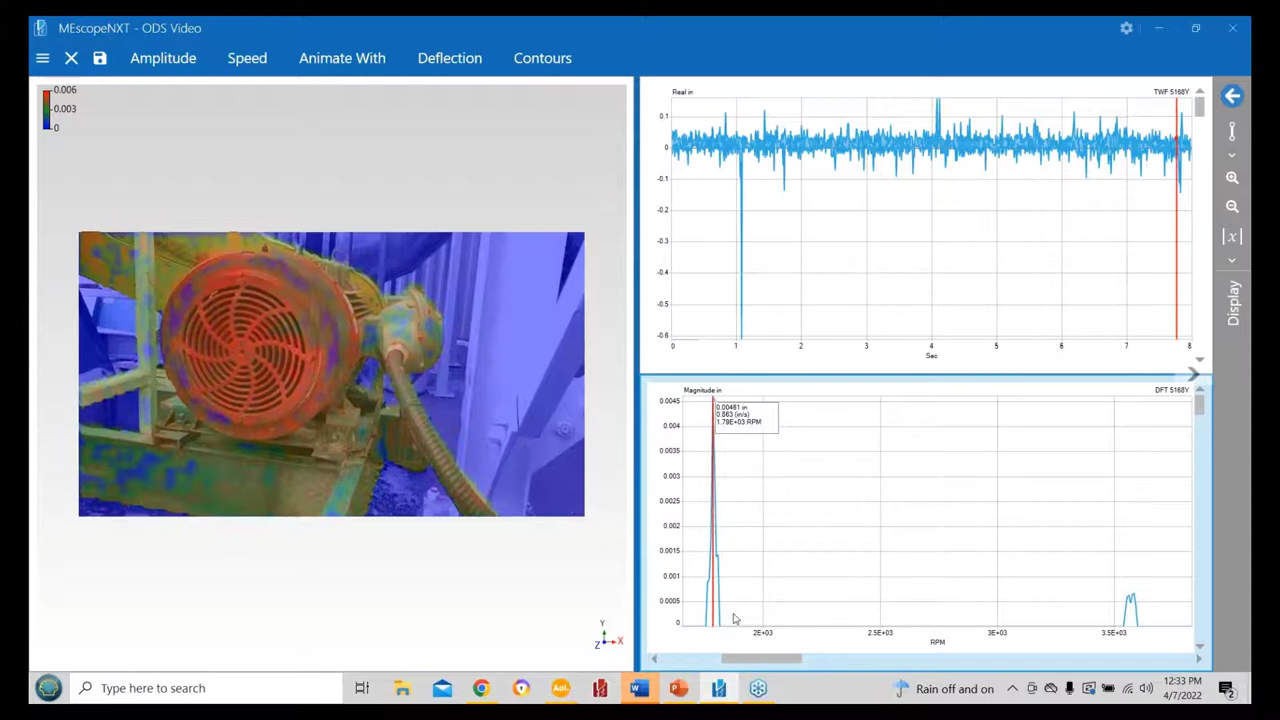 MEscopeNXT - ODS Video
Amplitude Speed Animate With Deflection Contours
0.006
0.003
0
Y
Z X
Real in TWF 5168Y
0.1
0
-0.1
-0.2
-0.3
-0.4
-0.5
-0.6
0 1 2 3 4 5 6 7 8
Sec
Magnitude in DFT 5168Y
0.0045
0.004
0.0035
0.003
0.0025
0.002
0.0015
0.001
0.0005
0
0.00461 in
0.863 (in/s)
1.79E+03 RPM
2E+03 2.5E+03 3E+03 3.5E+03
RPM
|x|
Display
Type here to search
Aol.
Rain off and on
12:33 PM
4/7/2022
2